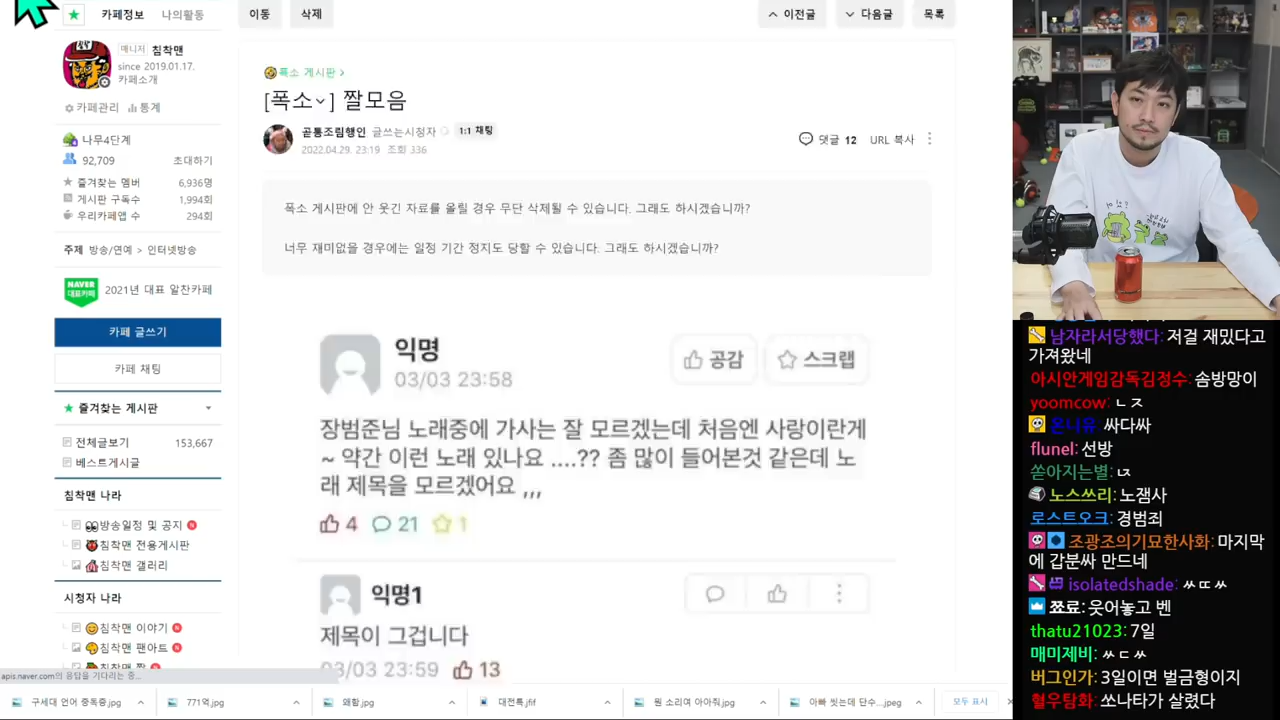 카페정보 나의활동
매니저 침착맨
since 2019.01.17.
카페소개
카페관리 통계
나무4단계
92,709 초대하기
즐겨찾는 멤버 6,936명
게시판 구독수 1,994회
우리카페앱 수 294회
주제 방송/연예 > 인터넷방송
NAVER
대표카페
2021년 대표 알찬카페
카페 글쓰기
카페 채팅
즐겨찾는 게시판
전체글보기 153,667
베스트게시글
침착맨 나라
방송일정 및 공지 N
침착맨 전용게시판
침착맨 갤러리
시청자 나라
침착맨 이야기 N
침착맨 팬아트 N
침착맨 짤 N
apis.naver.com의 응답을 기다리는 중...
이동 삭제
이전글 다음글 목록
폭소 게시판 >
[폭소~] 짤모음
곧통조림행인 글쓰는시청자 1:1 채팅
2022.04.29. 23:19 조회 336
댓글 12 URL 복사
폭소 게시판에 안 웃긴 자료를 올릴 경우 무단 삭제될 수 있습니다. 그래도 하시겠습니까?
너무 재미없을 경우에는 일정 기간 정지도 당할 수 있습니다. 그래도 하시겠습니까?
익명
03/03 23:58
공감 스크랩
장범준님 노래중에 가사는 잘 모르겠는데 처음엔 사랑이란게
~ 약간 이런 노래 있나요 ....?? 좀 많이 들어본것 같은데 노
래 제목을 모르겠어요 ,,,
4 21 1
익명1
제목이 그겁니다
03/03 23:59 13
구세대 언어 중독증.jpg
771억.jpg
왜할.jpg
대전특.jfif
뭔 소리여 아아줘.jpg
아빠 씻는데 단수....jpeg
모두 표시
남자라서당했다: 저걸 재밌다고
가져왔네
아시안게임감독김정수: 솜방망이
yoomcow: ㄴㅈ
온나유: 싸다싸
flunel: 선방
쏟아지는별: ㄴㅈ
노스쓰리: 노잼사
로스트오크: 경범죄
조광조의기묘한사화: 마지막
에 갑분싸 만드네
isolatedshade: ㅆㄸㅆ
쬬료: 웃어놓고 벤
thatu21023: 7일
매미제비: ㅆㄷㅆ
버그인가: 3일이면 벌금형이지
혈우탐화: 쏘나타가 살렸다